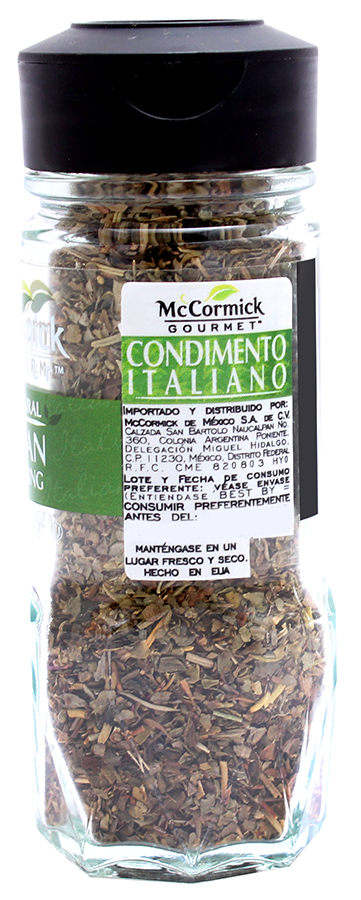 McCormick
GOURMET™
CONDIMENTO
ITALIANO
IMPORTADO Y DISTRIBUIDO POR:
McCORMICK DE MÉXICO S.A. DE C.V.
CALZADA SAN BARTOLO NAUCALPAN NO.
360, COLONIA ARGENTINA PONIENTE,
DELEGACIÓN MIGUEL HIDALGO,
C.P 11230, MÉXICO, DISTRITO FEDERAL
R.F.C. CME 820803 HY0
LOTE Y FECHA DE CONSUMO
PREFERENTE: VÉASE ENVASE
(ENTIENDASE BEST BY =
CONSUMIR PREFERENTEMENTE
ANTES DEL:
MANTÉNGASE EN UN
LUGAR FRESCO Y SECO.
HECHO EN EUA